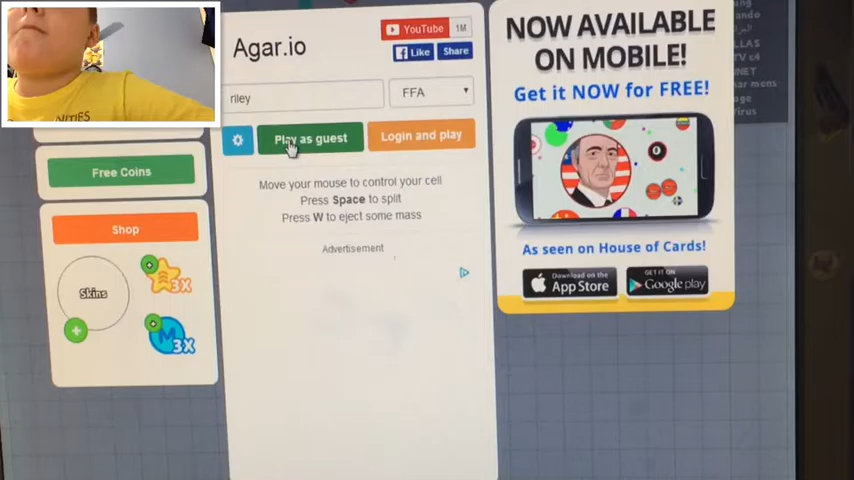 NITIES
Free Coins
Shop
Skins
3X
M
3X
Agar.io
YouTube 1M
Like Share
riley
FFA
Play as guest
Login and play
Move your mouse to control your cell
Press Space to split
Press W to eject some mass
Advertisement
NOW AVAILABLE
ON MOBILE!
Get it NOW for FREE!
As seen on House of Cards!
Download on the
App Store
GET IT ON
Google play